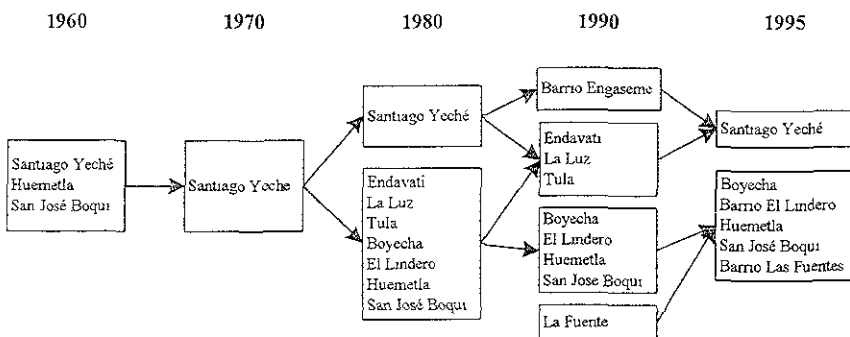 1960
1970
1980
1990
1995
Santiago Yeché
Huemetla
San José Boqui
Santiago Yeche
Santiago Yeché
Endavati
La Luz
Tula
Boyecha
El Lindero
Huemetla
San José Boqui
Barrio Engaseme
Endavati
La Luz
Tula
Boyecha
El Lindero
Huemetla
San Jose Boqui
La Fuente
Santiago Yeché
Boyecha
Barrio El Lindero
Huemetla
San José Boqui
Barrio Las Fuentes